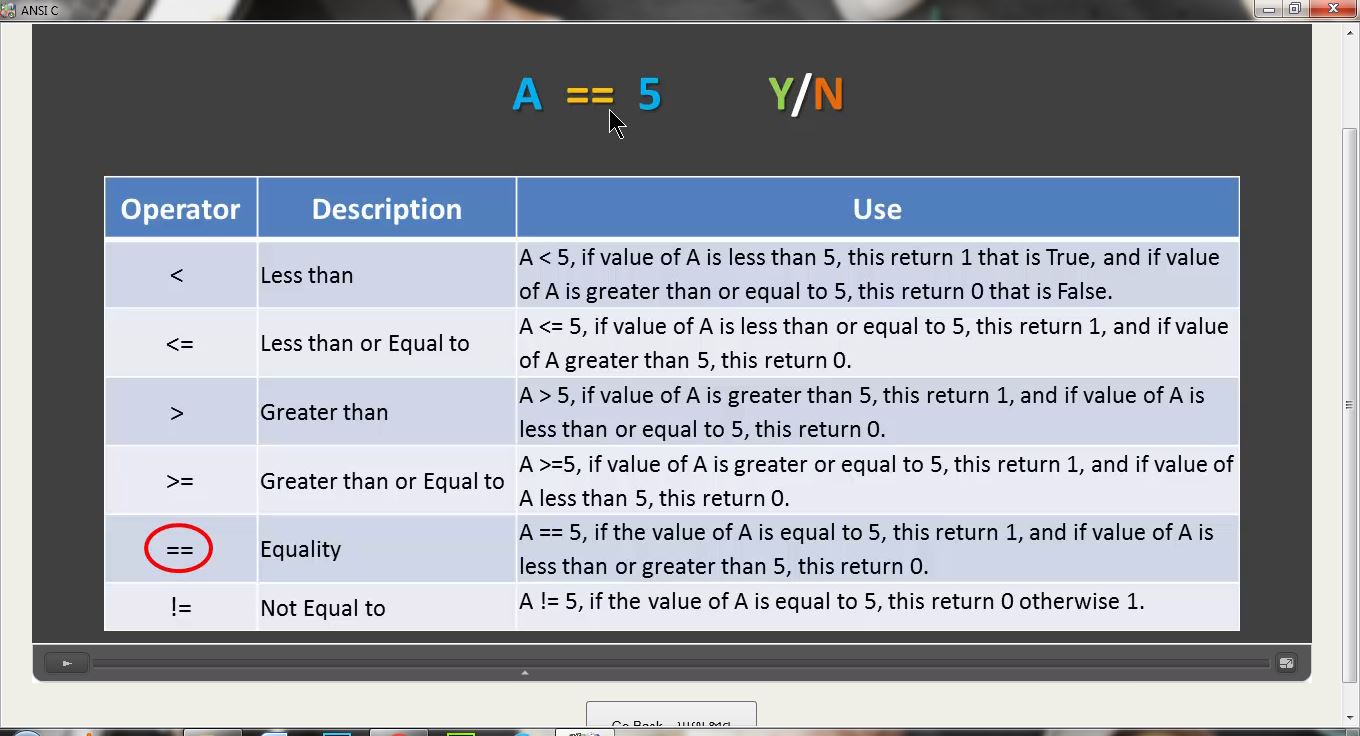 ANSI C
A == 5 Y/N
Operator Description Use
< Less than A < 5, if value of A is less than 5, this return 1 that is True, and if value
of A is greater than or equal to 5, this return 0 that is False.
<= Less than or Equal to A <= 5, if value of A is less than or equal to 5, this return 1, and if value
of A greater than 5, this return 0.
> Greater than A > 5, if value of A is greater than 5, this return 1, and if value of A is
less than or equal to 5, this return 0.
>= Greater than or Equal to A >=5, if value of A is greater or equal to 5, this return 1, and if value of
A less than 5, this return 0.
== Equality A == 5, if the value of A is equal to 5, this return 1, and if value of A is
less than or greater than 5, this return 0.
!= Not Equal to A != 5, if the value of A is equal to 5, this return 0 otherwise 1.
Go Back